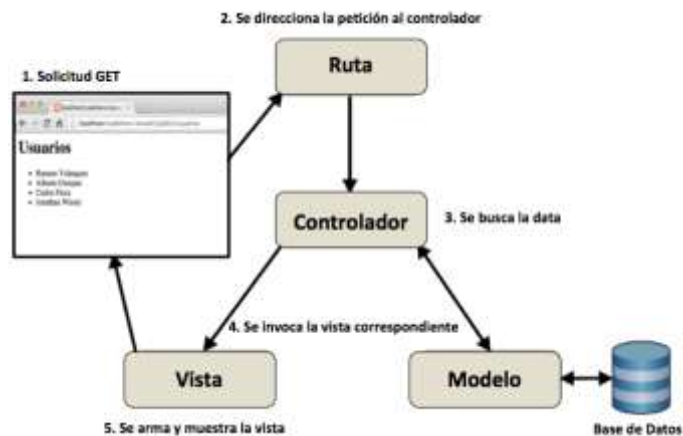 2. Se direcciona la petición al controlador
Ruta
1. Solicitud GET
Usuarios
Controlador
3. Se busca la data
4. Se invoca la vista correspondiente
Vista
Modelo
5. Se arma y muestra la vista
Base de Datos